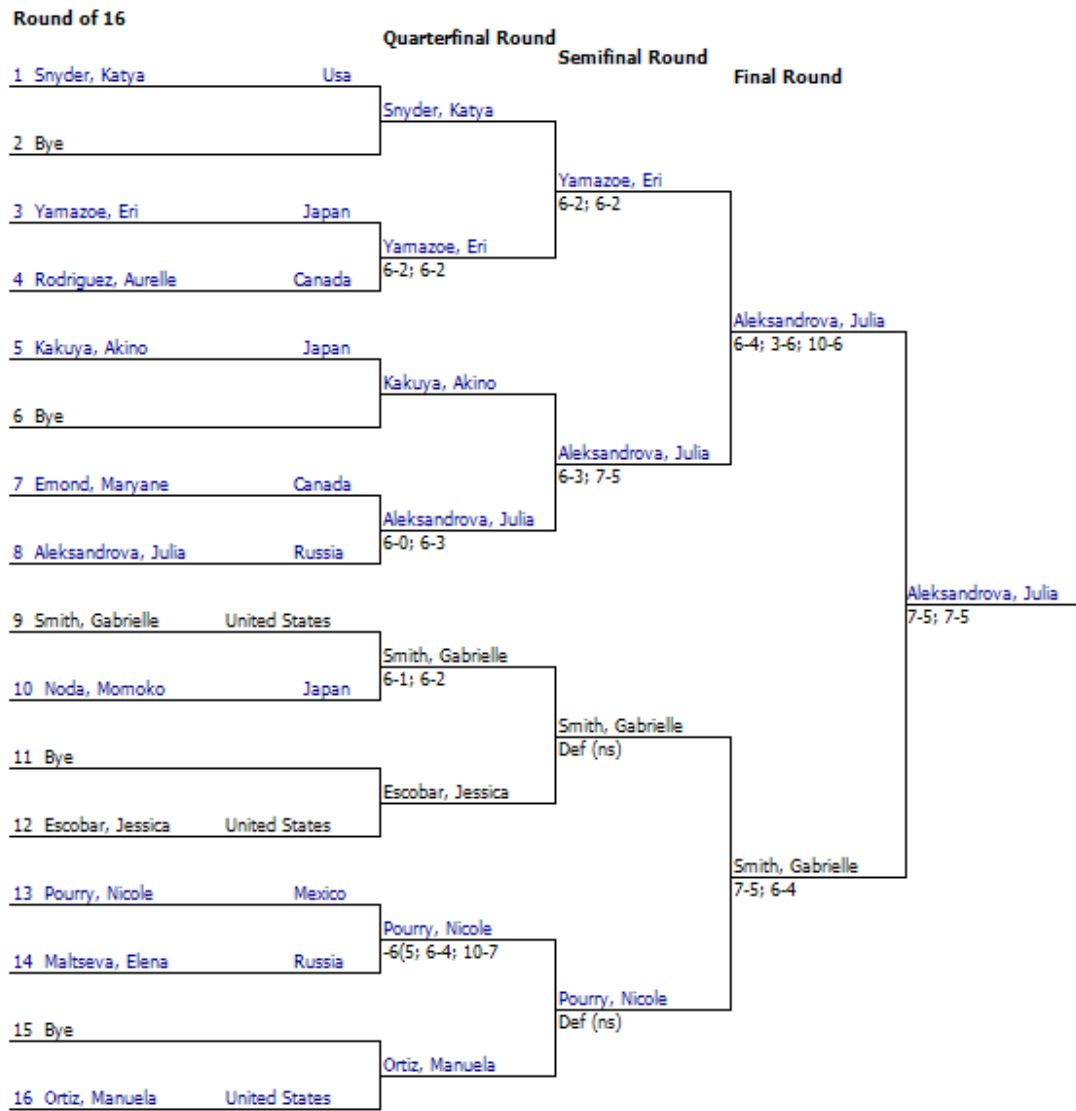 Round of 16
Quarterfinal Round
Semifinal Round
Final Round
1 Snyder, Katya Usa
Snyder, Katya
2 Bye
Yamazoe, Eri
6-2; 6-2
3 Yamazoe, Eri Japan
Yamazoe, Eri
6-2; 6-2
4 Rodriguez, Aurelle Canada
Aleksandrova, Julia
6-4; 3-6; 10-6
5 Kakuya, Akino Japan
Kakuya, Akino
6 Bye
Aleksandrova, Julia
6-3; 7-5
7 Emond, Maryane Canada
Aleksandrova, Julia
6-0; 6-3
8 Aleksandrova, Julia Russia
Aleksandrova, Julia
7-5; 7-5
9 Smith, Gabrielle United States
Smith, Gabrielle
6-1; 6-2
10 Noda, Momoko Japan
Smith, Gabrielle
Def (ns)
11 Bye
Escobar, Jessica
12 Escobar, Jessica United States
Smith, Gabrielle
7-5; 6-4
13 Pourry, Nicole Mexico
Pourry, Nicole
-6(5; 6-4; 10-7
14 Maltseva, Elena Russia
Pourry, Nicole
Def (ns)
15 Bye
Ortiz, Manuela
16 Ortiz, Manuela United States